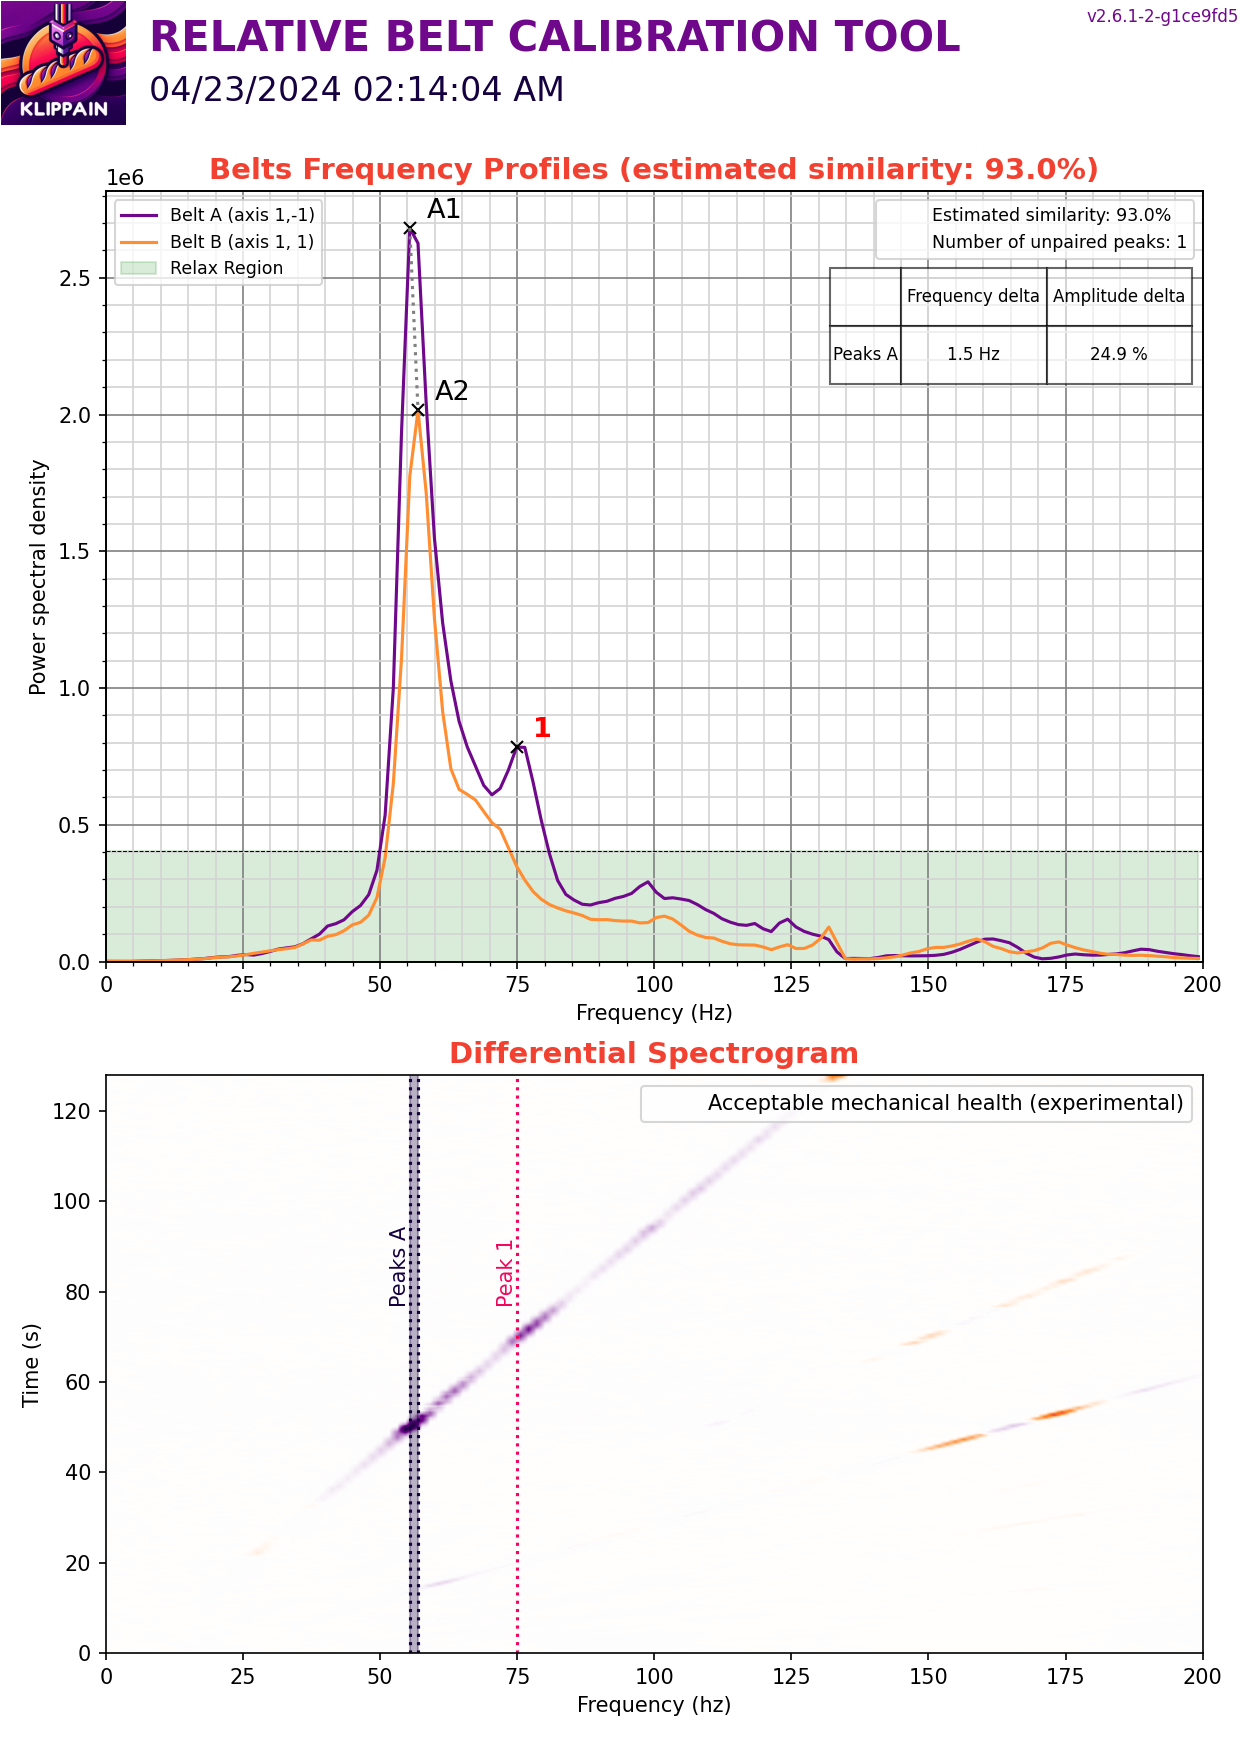 v2.6.1-2-g1ce9fd5
RELATIVE BELT CALIBRATION TOOL
04/23/2024 02:14:04 AM
KLIPPAIN
Belts Frequency Profiles (estimated similarity: 93.0%)
1e6
Belt A (axis 1,-1)
Belt B (axis 1, 1)
Relax Region
Estimated similarity: 93.0%
Number of unpaired peaks: 1
Frequency delta Amplitude delta
Peaks A 1.5 Hz 24.9 %
A1
A2
1
Power spectral density
2.5
2.0
1.5
1.0
0.5
0.0
0 25 50 75 100 125 150 175 200
Frequency (Hz)
Differential Spectrogram
Acceptable mechanical health (experimental)
Peaks A
Peak 1
Time (s)
120
100
80
60
40
20
0
0 25 50 75 100 125 150 175 200
Frequency (hz)